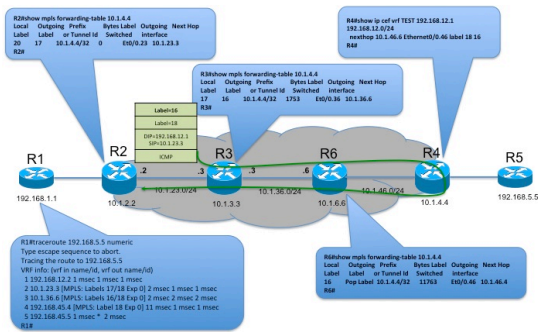 R2#show mpls forwarding-table 10.1.4.4
Local Outgoing Prefix Bytes Label Outgoing Next Hop
Label Label or Tunnel Id Switched interface
20 17 10.1.4.4/32 0 Et0/0.23 10.1.23.3
R2#
R4#show ip cef vrf TEST 192.168.12.1
192.168.12.0/24
nexthop 10.1.46.6 Ethernet0/0.46 label 18 16
R4#
R3#show mpls forwarding-table 10.1.4.4
Local Outgoing Prefix Bytes Label Outgoing Next Hop
Label Label or Tunnel Id Switched interface
17 16 10.1.4.4/32 1753 Et0/0.36 10.1.36.6
R3#
Label=16
Label=18
DIP=192.168.12.1
SIP=10.1.23.3
ICMP
R1
R2
R3
R6
R4
R5
.2
.3
.3
.6
10.1.23.0/24
10.1.36.0/24
10.1.46.0/24
192.168.1.1
10.1.2.2
10.1.3.3
10.1.6.6
10.1.4.4
192.168.5.5
R1#traceroute 192.168.5.5 numeric
Type escape sequence to abort.
Tracing the route to 192.168.5.5
VRF info: (vrf in name/id, vrf out name/id)
1 192.168.12.2 1 msec 1 msec 1 msec
2 10.1.23.3 [MPLS: Labels 17/18 Exp 0] 2 msec 1 msec 1 msec
3 10.1.36.6 [MPLS: Labels 16/18 Exp 0] 2 msec 2 msec 2 msec
4 192.168.45.4 [MPLS: Label 18 Exp 0] 11 msec 1 msec 1 msec
5 192.168.45.5 1 msec * 2 msec
R1#
R6#show mpls forwarding-table 10.1.4.4
Local Outgoing Prefix Bytes Label Outgoing Next Hop
Label Label or Tunnel Id Switched interface
16 Pop Label 10.1.4.4/32 11763 Et0/0.46 10.1.46.4
R6#